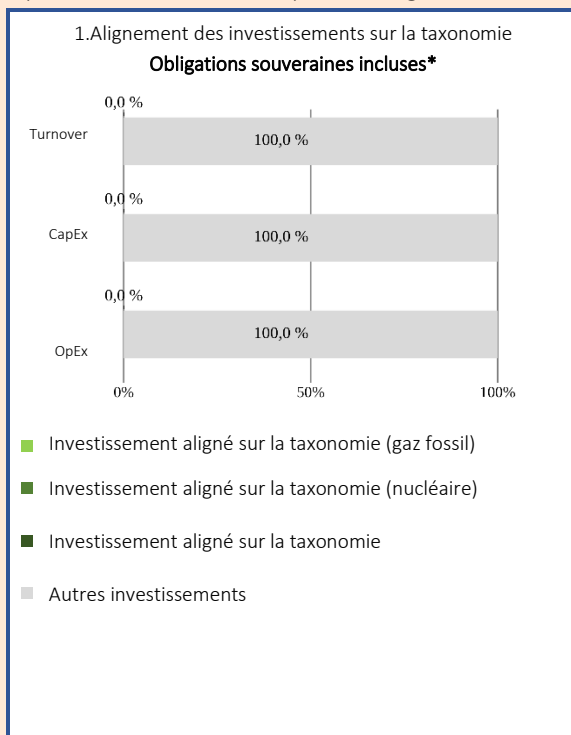 1.Alignement des investissements sur la taxonomie
Obligations souveraines incluses*
0,0 %
Turnover
100,0 %
0,0 %
CapEx
100,0 %
0,0 %
100,0 %
OpEx
0%
50%
100%
Investissement aligné sur la taxonomie (gaz fossil)
Investissement aligné sur la taxonomie (nucléaire)
Investissement aligné sur la taxonomie
Autres investissements